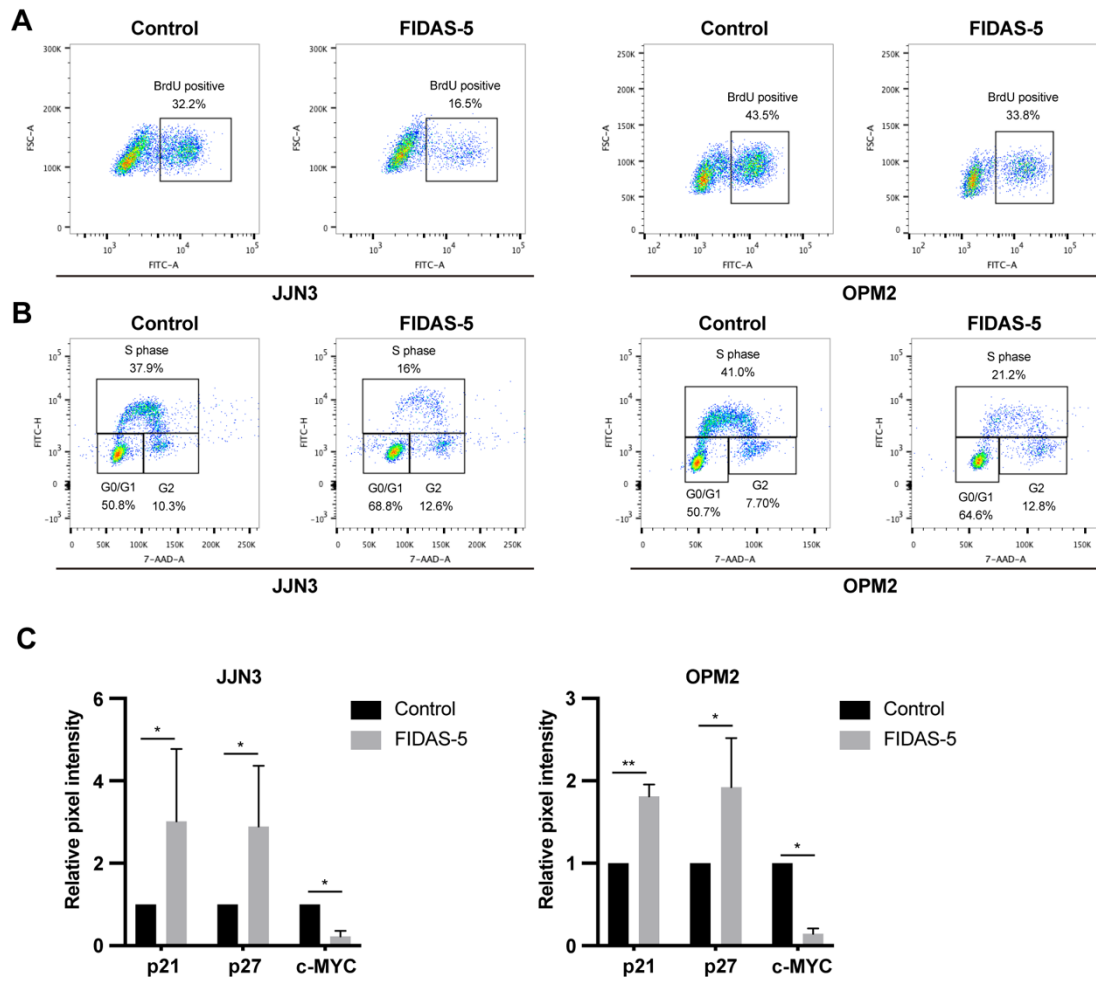 A
Control
FIDAS-5
Control
FIDAS-5
300K
200K
100K
0
FSC-A
BrdU positive
32.2%
10³
10⁴
10⁵
FITC-A
300K
200K
100K
0
FSC-A
BrdU positive
16.5%
10³
10⁴
10⁵
FITC-A
250K
200K
150K
100K
50K
0
FSC-A
BrdU positive
43.5%
10²
10³
10⁴
FITC-A
250K
200K
150K
100K
50K
0
FSC-A
BrdU positive
33.8%
10²
10³
10⁴
FITC-A
JJN3
OPM2
B
Control
FIDAS-5
Control
FIDAS-5
10⁵
10⁴
10³
0
-10³
FITC-H
S phase
37.9%
G0/G1
50.8%
G2
10.3%
0
50K
100K
150K
200K
250K
7-AAD-A
10⁵
10⁴
10³
0
-10³
FITC-H
S phase
16%
G0/G1
68.8%
G2
12.6%
0
50K
100K
150K
200K
250K
7-AAD-A
10⁵
10⁴
10³
0
-10³
FITC-H
S phase
41.0%
G0/G1
50.7%
G2
7.70%
0
50K
100K
150K
7-AAD-A
10⁵
10⁴
10³
0
-10³
FITC-H
S phase
21.2%
G0/G1
64.6%
G2
12.8%
0
50K
100K
150K
7-AAD-A
JJN3
OPM2
C
JJN3
Relative pixel intensity
6
4
2
0
*
*
*
p21
p27
c-MYC
Control
FIDAS-5
OPM2
Relative pixel intensity
3
2
1
0
**
*
*
p21
p27
c-MYC
Control
FIDAS-5